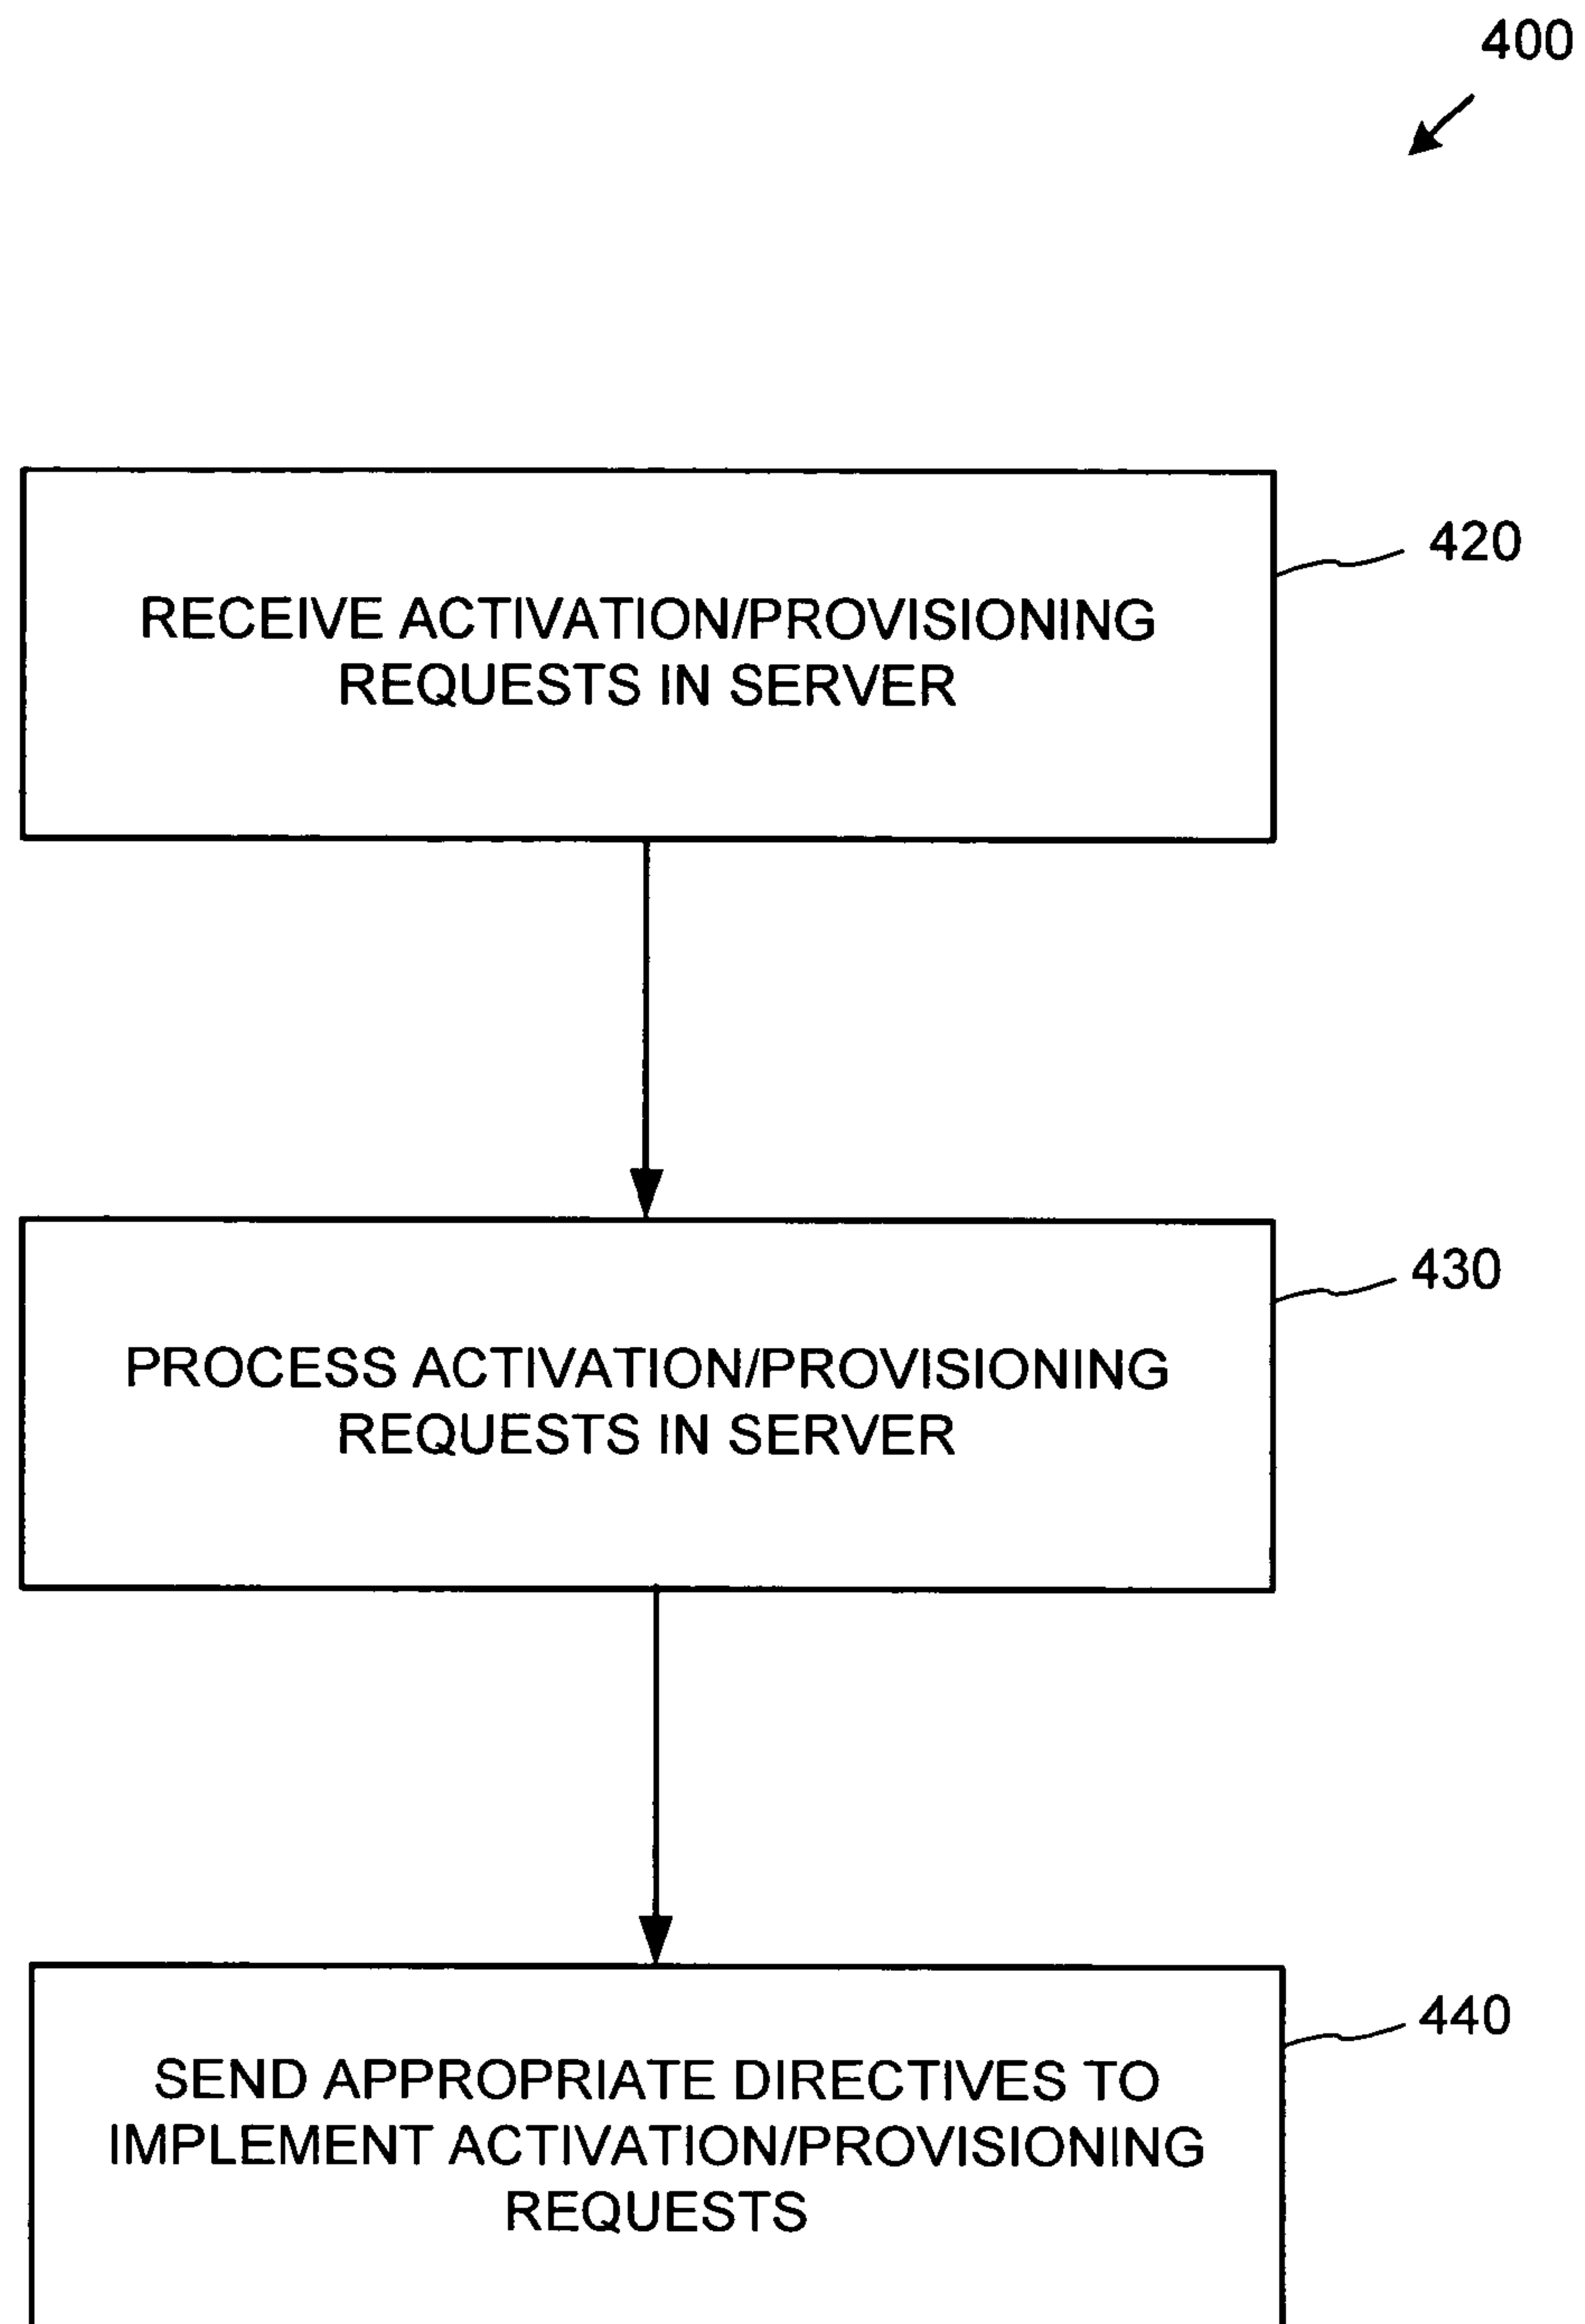 400
420
RECEIVE ACTIVATION/PROVISIONING
REQUESTS IN SERVER
430
PROCESS ACTIVATION/PROVISIONING
REQUESTS IN SERVER
440
SEND APPROPRIATE DIRECTIVES TO
IMPLEMENT ACTIVATION/PROVISIONING
REQUESTS